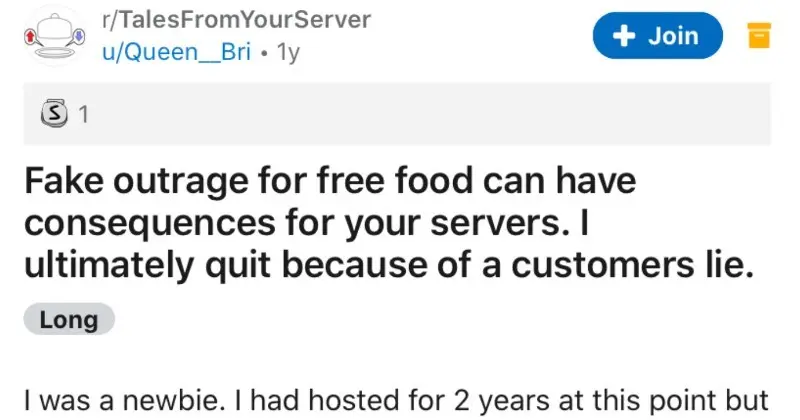 r/TalesFromYourServer
u/Queen__Bri • 1y
+ Join
S 1
Fake outrage for free food can have
consequences for your servers. I
ultimately quit because of a customers lie.
Long
I was a newbie. I had hosted for 2 years at this point but